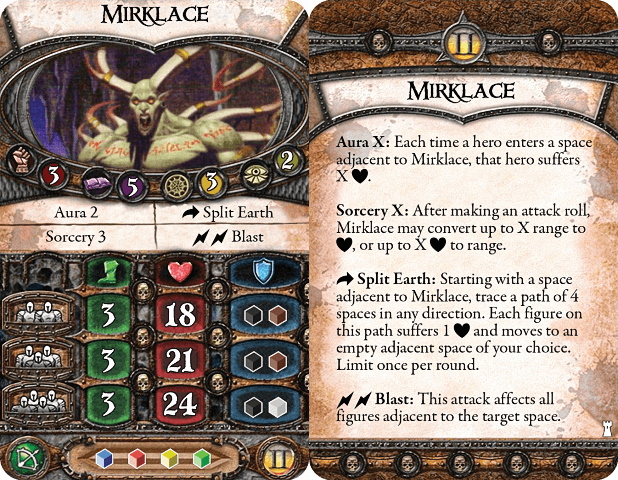 MIRKLACE
3
5
3
2
Aura 2
Split Earth
Sorcery 3
Blast
3 18
3 21
3 24
II
II
MIRKLACE
Aura X: Each time a hero enters a space
adjacent to Mirklace, that hero suffers
X.
Sorcery X: After making an attack roll,
Mirklace may convert up to X range to
, or up to X to range.
Split Earth: Starting with a space
adjacent to Mirklace, trace a path of 4
spaces in any direction. Each figure on
this path suffers 1 and moves to an
empty adjacent space of your choice.
Limit once per round.
Blast: This attack affects all
figures adjacent to the target space.